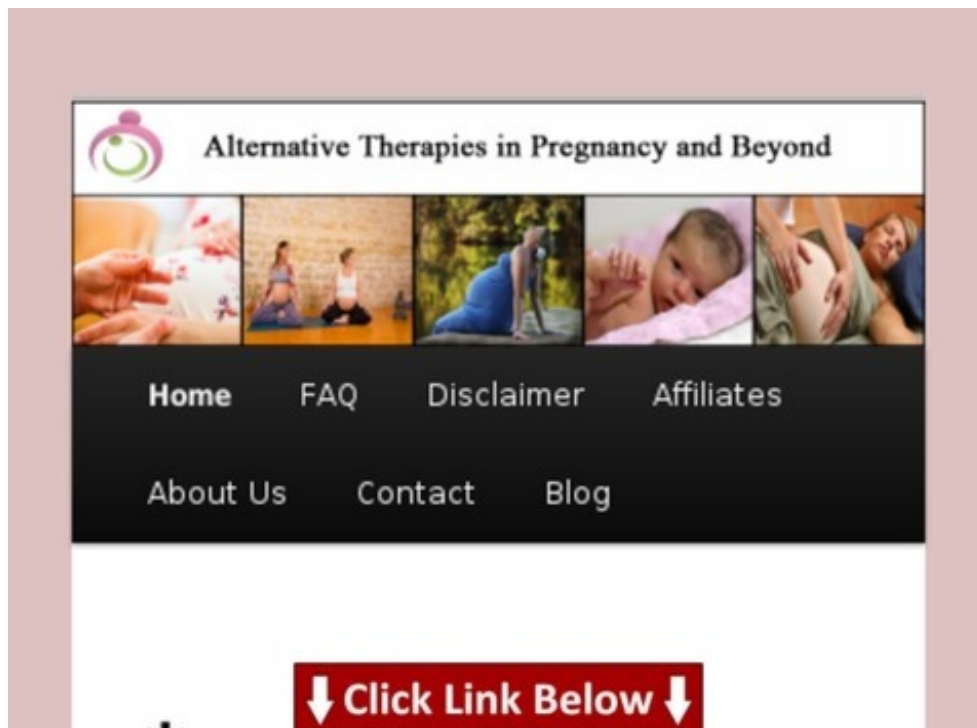 Alternative Therapies in Pregnancy and Beyond
Home FAQ Disclaimer Affiliates
About Us Contact Blog
Click Link Below